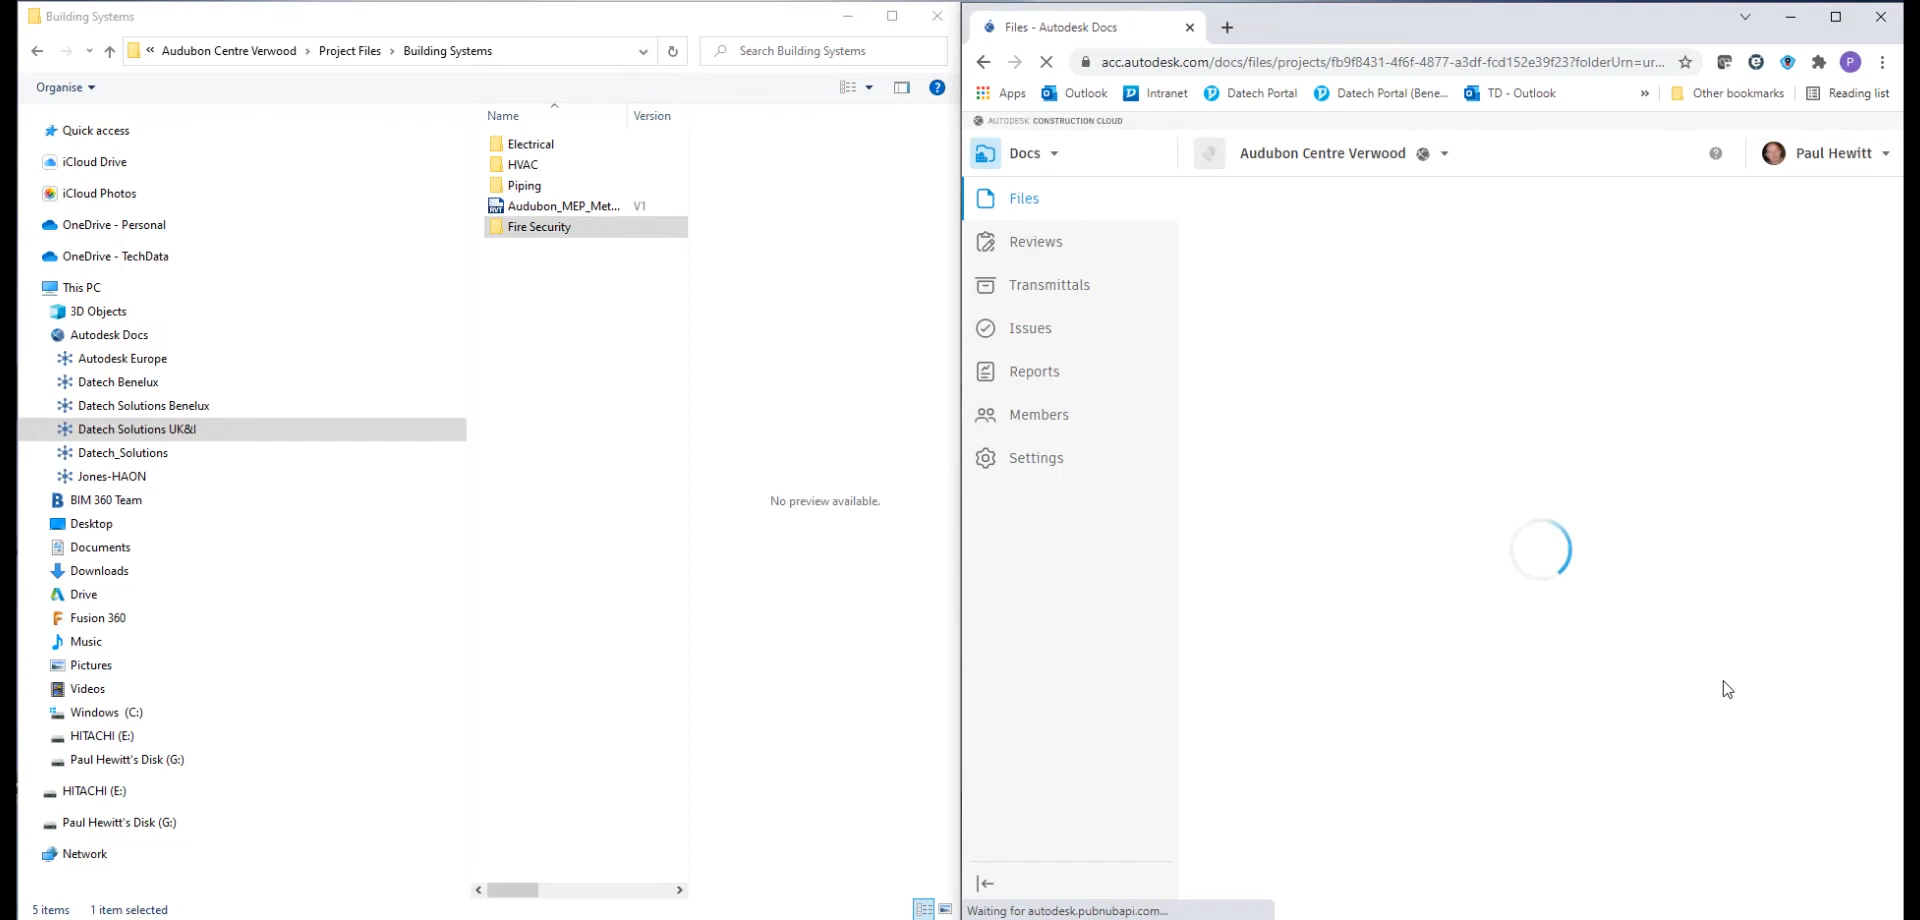 Building Systems
« Audubon Centre Verwood › Project Files › Building Systems
Search Building Systems
Organise
Quick access
iCloud Drive
iCloud Photos
OneDrive - Personal
OneDrive - TechData
This PC
3D Objects
Autodesk Docs
Autodesk Europe
Datech Benelux
Datech Solutions Benelux
Datech Solutions UK&I
Datech_Solutions
Jones-HAON
BIM 360 Team
Desktop
Documents
Downloads
Drive
Fusion 360
Music
Pictures
Videos
Windows (C:)
HITACHI (E:)
Paul Hewitt's Disk (G:)
HITACHI (E:)
Paul Hewitt's Disk (G:)
Network
5 items 1 item selected
Name Version
Electrical
HVAC
Piping
Audubon_MEP_Met... V1
Fire Security
No preview available.
Files - Autodesk Docs
acc.autodesk.com/docs/files/projects/fb9f8431-4f6f-4877-a3df-fcd152e39f23?folderUrn=ur...
P
Apps Outlook Intranet Datech Portal Datech Portal (Bene... TD - Outlook » Other bookmarks Reading list
AUTODESK CONSTRUCTION CLOUD
Docs Audubon Centre Verwood Paul Hewitt
Files
Reviews
Transmittals
Issues
Reports
Members
Settings
Waiting for autodesk.pubnubapi.com...